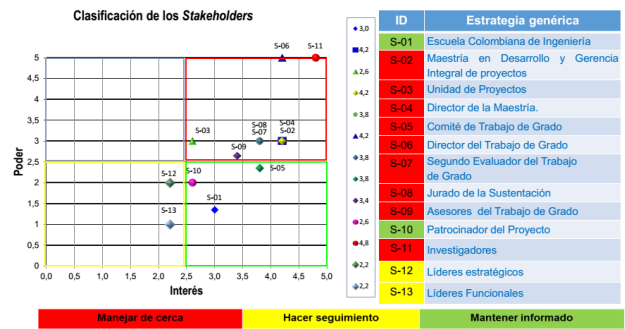 Clasificación de los Stakeholders
Poder
5
4,5
4
3,5
3
2,5
2
1,5
1
0,5
0
0,0 0,5 1,0 1,5 2,0 2,5 3,0 3,5 4,0 4,5 5,0
Interés
S-06 S-11
S-08 S-04
S-03 S-07 S-02
S-09
S-12 S-10 S-05
S-13 S-01
3,0
4,2
2,6
4,2
3,8
4,2
3,8
3,8
3,4
2,6
4,8
2,2
2,2
ID Estrategia genérica
S-01 Escuela Colombiana de Ingeniería
S-02 Maestría en Desarrollo y Gerencia
Integral de proyectos
S-03 Unidad de Proyectos
S-04 Director de la Maestría.
S-05 Comité de Trabajo de Grado
S-06 Director del Trabajo de Grado
S-07 Segundo Evaluador del Trabajo
de Grado
S-08 Jurado de la Sustentación
S-09 Asesores del Trabajo de Grado
S-10 Patrocinador del Proyecto
S-11 Investigadores
S-12 Líderes estratégicos
S-13 Líderes Funcionales
Manejar de cerca Hacer seguimiento Mantener informado